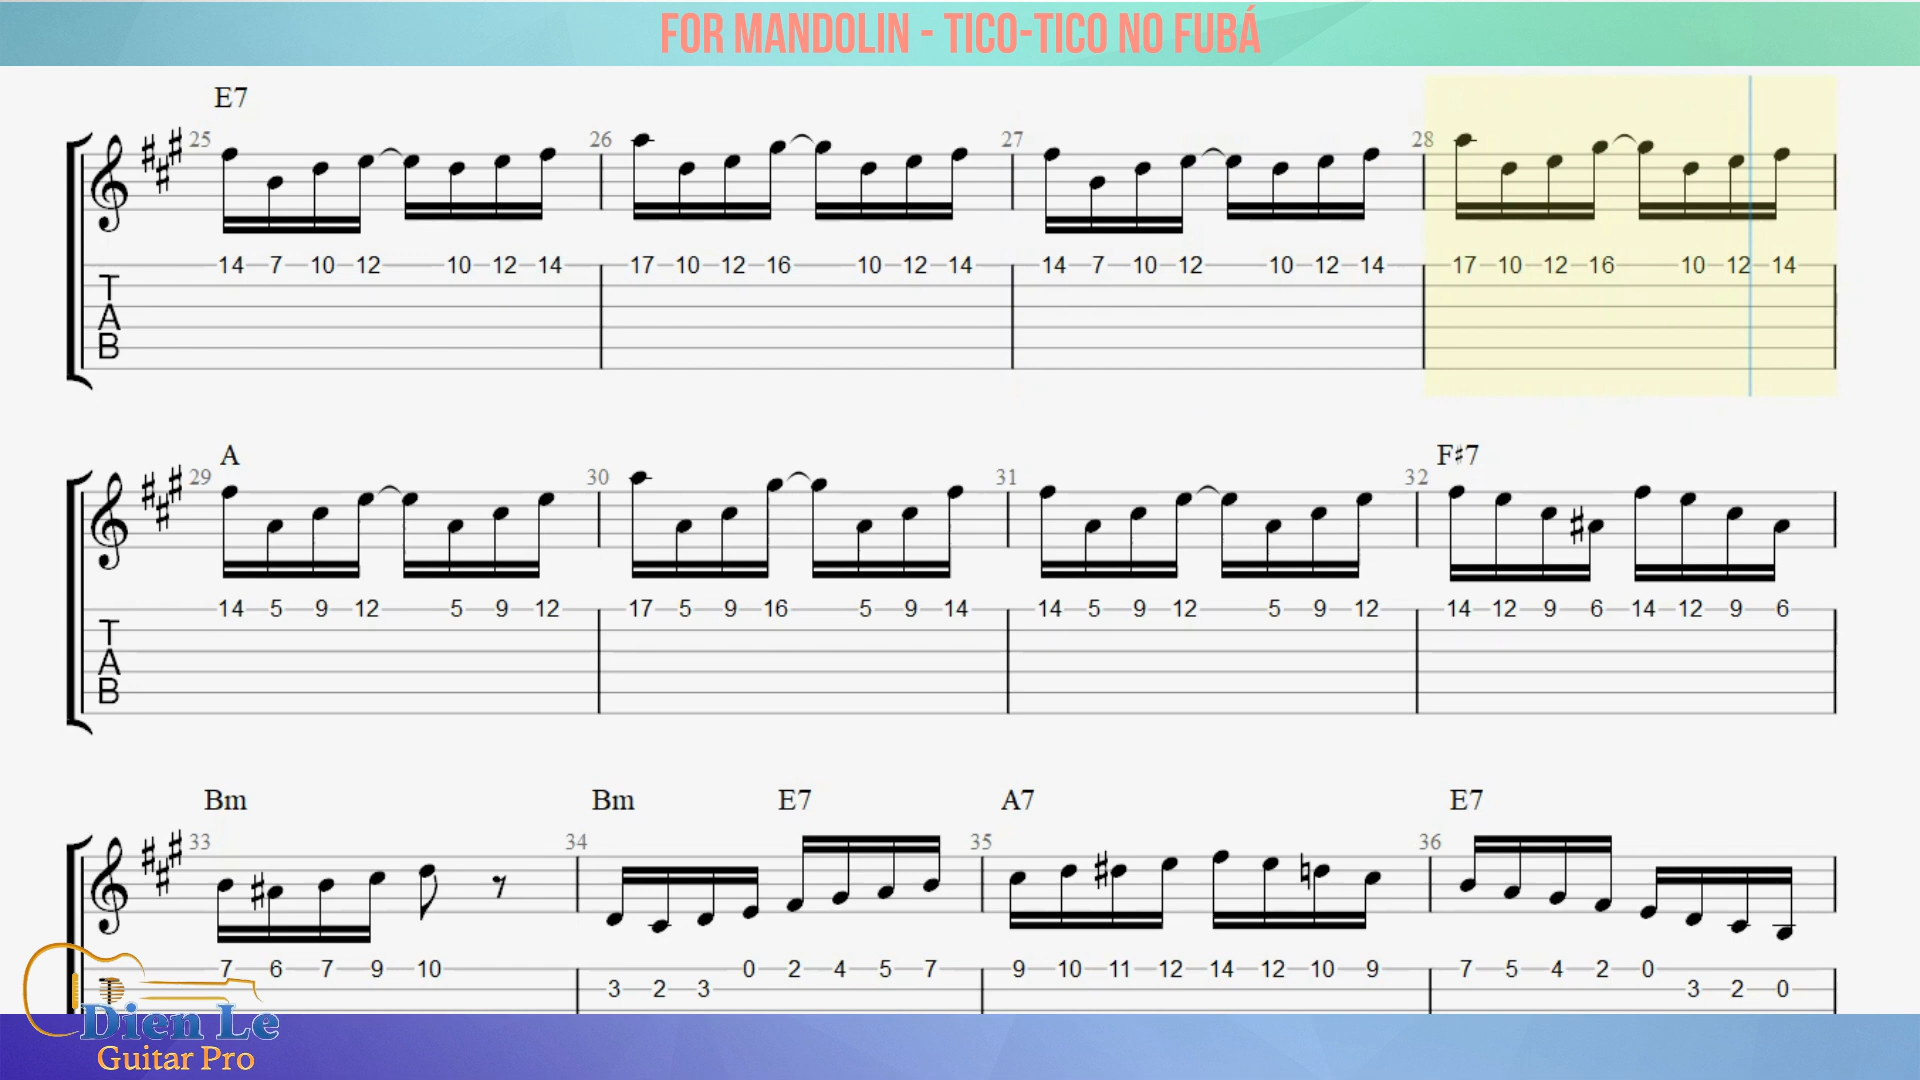 FOR MANDOLIN - TICO-TICO NO FUBÁ
E7
25 26 27 28
14 7 10 12 10 12 14 17 10 12 16 10 12 14 14 7 10 12 10 12 14 17 10 12 16 10 12 14
T
A
B
A F♯7
29 30 31 32
14 5 9 12 5 9 12 17 5 9 16 5 9 14 14 5 9 12 5 9 12 14 12 9 6 14 12 9 6
T
A
B
Bm Bm E7 A7 E7
33 34 35 36
7 6 7 9 10 0 2 4 5 7 9 10 11 12 14 12 10 9 7 5 4 2 0
3 2 3 3 2 0
T
Dien Le
Guitar Pro